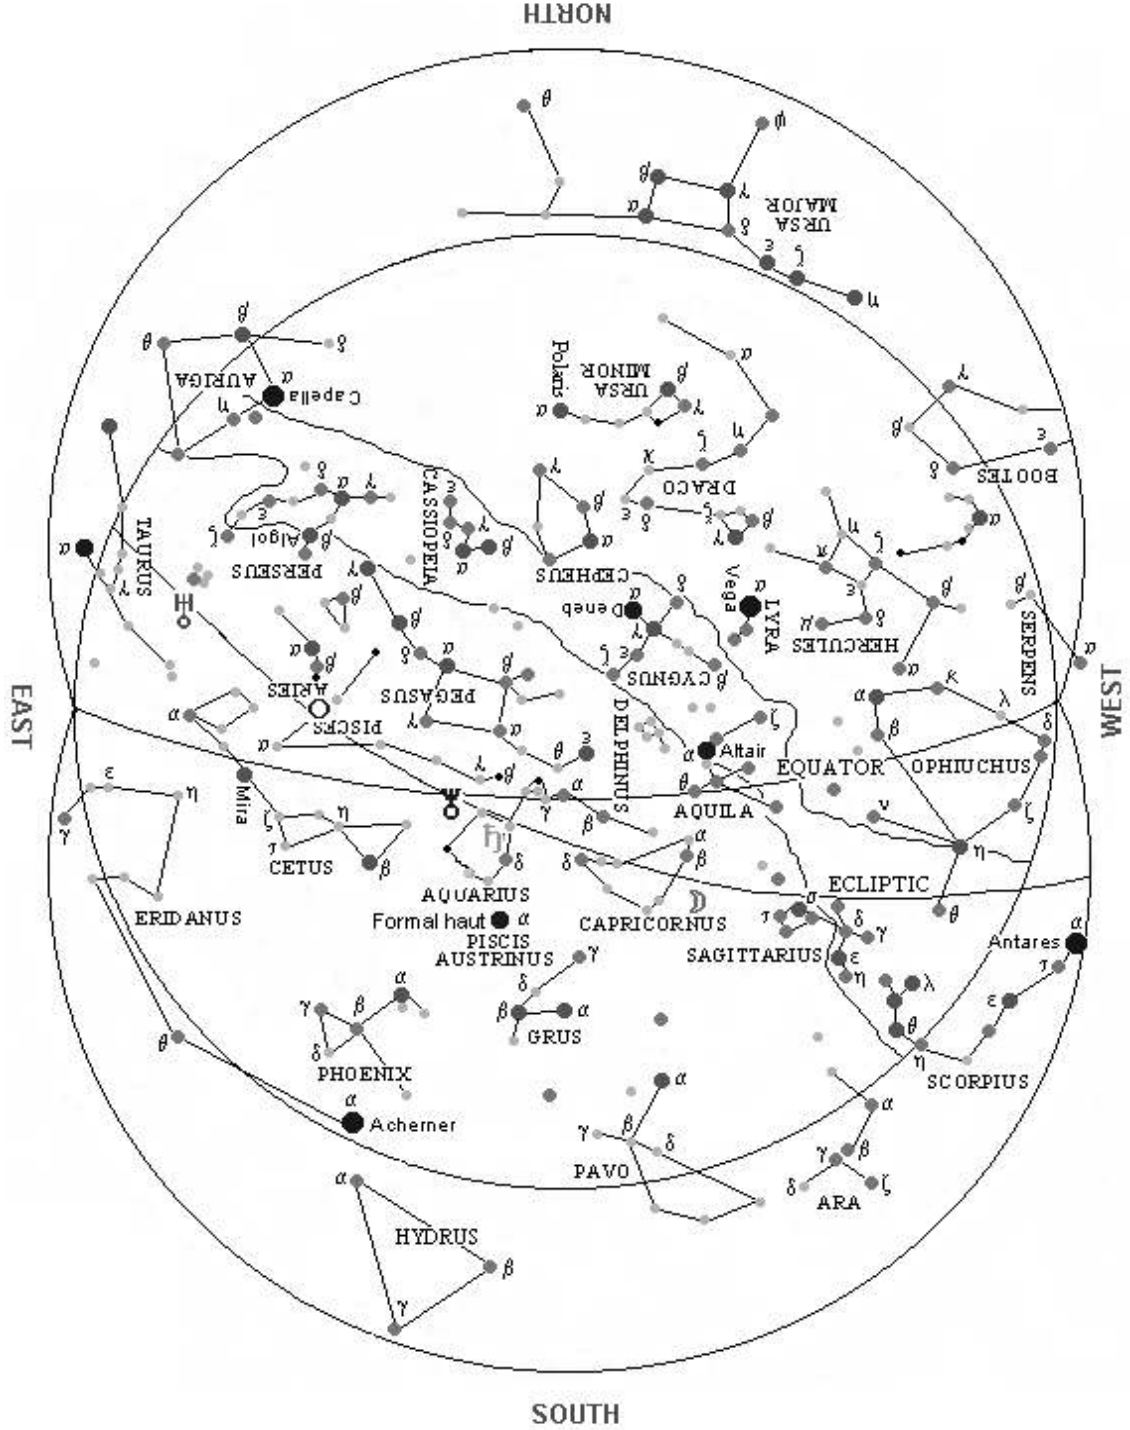 NORTH
θ
φ
β
γ
α
δ
URSA
MAJOR
ε
ζ
η
β
θ
δ
AURIGA
α
Capella
η
Polaris
α
URSA
MINOR
β
γ
α
γ
β
ε
δ
BOOTES
η
ζ
κ
DRACO
ε
δ
ξ
β
γ
CASSIOPEIA
ε
γ
α
β
γ
β
α
CEPHEUS
δ
α
γ
ε
ζ
Algol
PERSEUS
TAURUS
α
γ
α
η
ζ
π
ε
β
μ
δ
HERCULES
α
β
SERPENS
α
Vega
α
LYRA
α
Deneb
δ
γ
ε
ζ
β
CYGNUS
γ
β
β
α
δ
β
α
PEGASUS
β
γ
α
ARIES
PISCES
α
α
θ
ε
γ
β
DELPHINUS
ζ
α
Altair
θ
AQUILA
EQUATOR
α
κ
λ
β
δ
OPHIUCHUS
ζ
ν
η
θ
EAST
WEST
Mira
ε
η
γ
ERIDANUS
ζ
η
τ
β
CETUS
γ
α
β
δ
AQUARIUS
δ
α
β
CAPRICORNUS
Formal haut
α
PISCIS
AUSTRINUS
ECLIPTIC
σ
τ
δ
γ
ε
η
SAGITTARIUS
α
Antares
τ
ε
λ
θ
η
SCORPIUS
γ
δ
β
α
GRUS
α
β
γ
δ
PHOENIX
θ
α
Acherner
α
γ
β
δ
PAVO
α
β
γ
δ
ζ
ARA
α
HYDRUS
β
γ
SOUTH